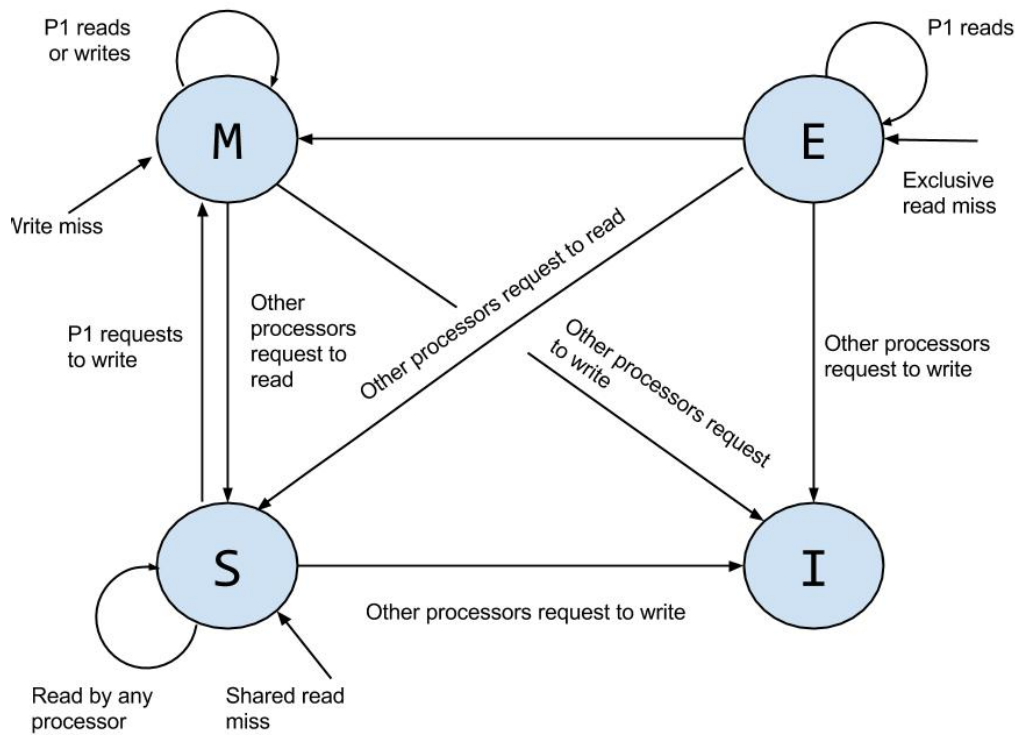 P1 reads
or writes
P1 reads
M
E
Write miss
Exclusive
read miss
Other
processors
request to
read
P1 requests
to write
Other processors request to read
Other processors request
to write
Other processors
request to write
S
I
Other processors request to write
Read by any
processor
Shared read
miss